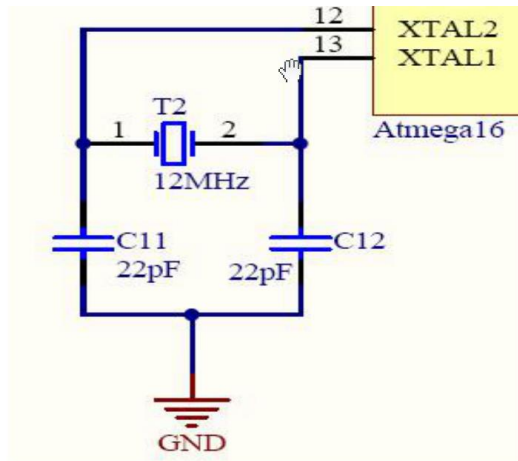 12
XTAL2
13
XTAL1
Atmega16
T2
1
2
12MHz
C11
22pF
C12
22pF
GND